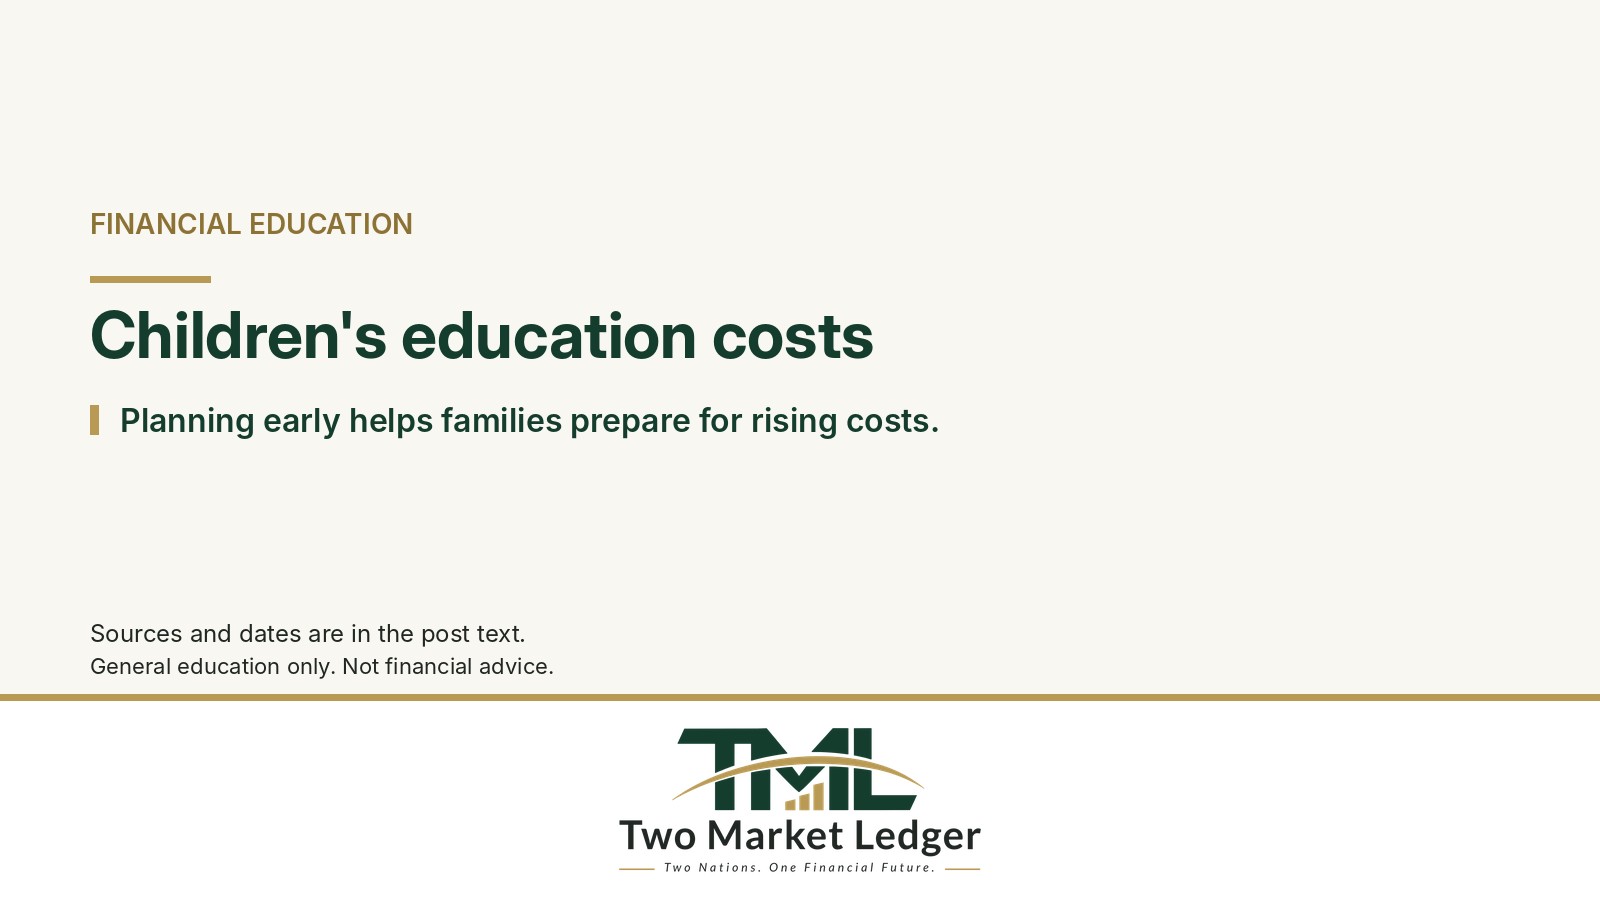 FINANCIAL EDUCATION
Children's education costs
Planning early helps families prepare for rising costs.
Sources and dates are in the post text.
General education only. Not financial advice.
TML
Two Market Ledger
Two Nations. One Financial Future.